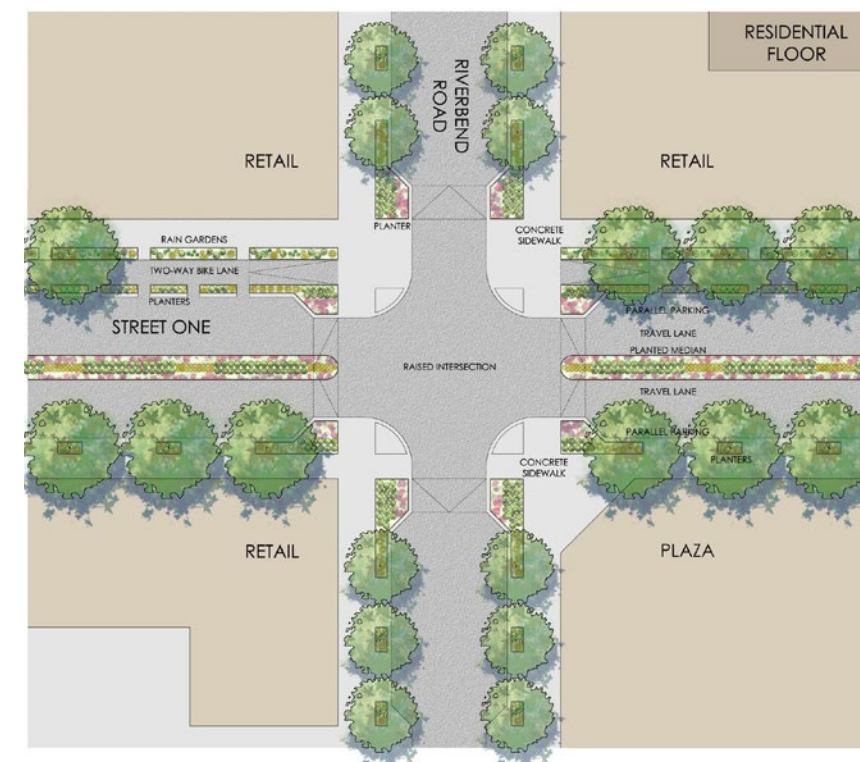 RESIDENTIAL
FLOOR
RIVERBEND
ROAD
RETAIL
RETAIL
PLANTER
CONCRETE
SIDEWALK
RAIN GARDENS
TWO-WAY BIKE LANE
PLANTERS
STREET ONE
PARALLEL PARKING
TRAVEL LANE
PLANTED MEDIAN
RAISED INTERSECTION
TRAVEL LANE
PARALLEL PARKING
PLANTERS
CONCRETE
SIDEWALK
RETAIL
PLAZA